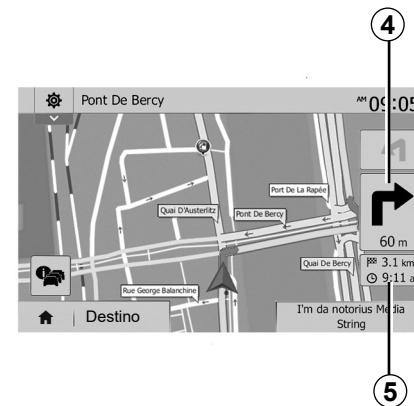 4
Pont De Bercy
AM 09:05
Port De La Rapée
Quai D'Austerlitz
Pont De Bercy
60 m
Quai De Bercy
3.1 km
9:11 a
Rue George Balanchine
Destino
I'm da notorius Media
String
5